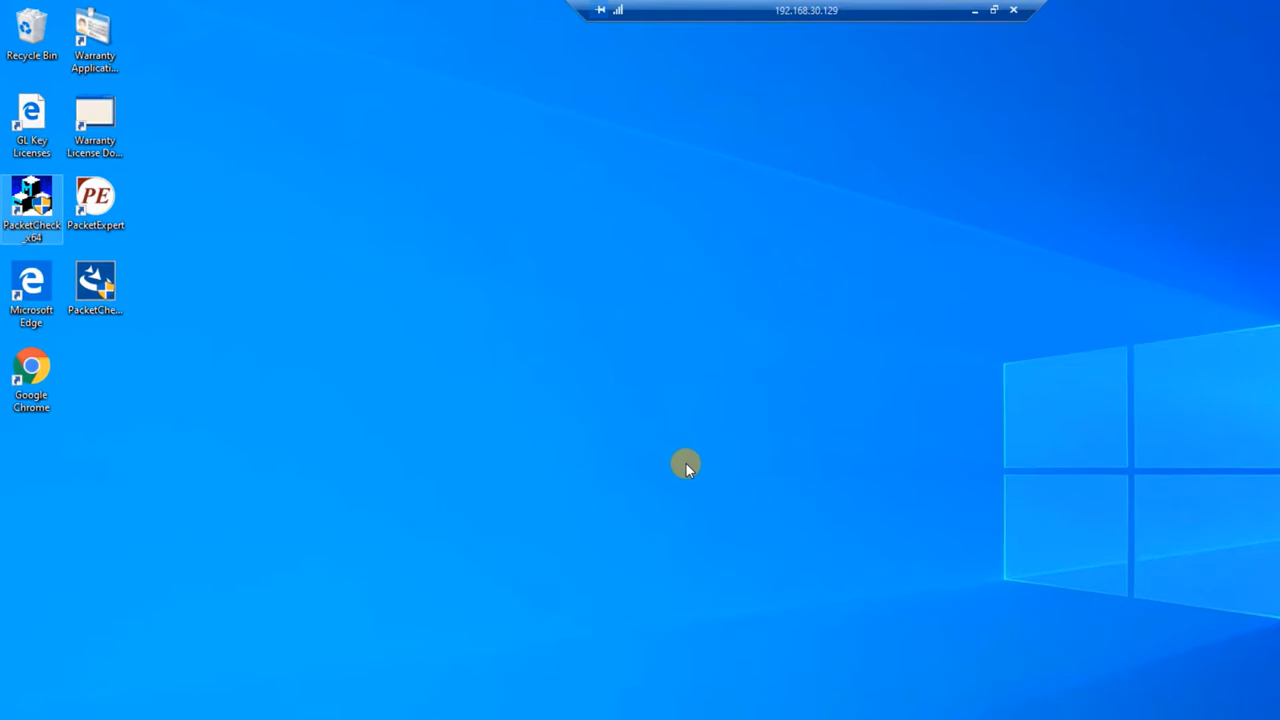 192.168.30.129
Recycle Bin
Warranty
Applicati...
GL Key
Licenses
Warranty
License Do...
PacketCheck
_x64
PE
PacketExpert
Microsoft
Edge
PacketChe...
Google
Chrome